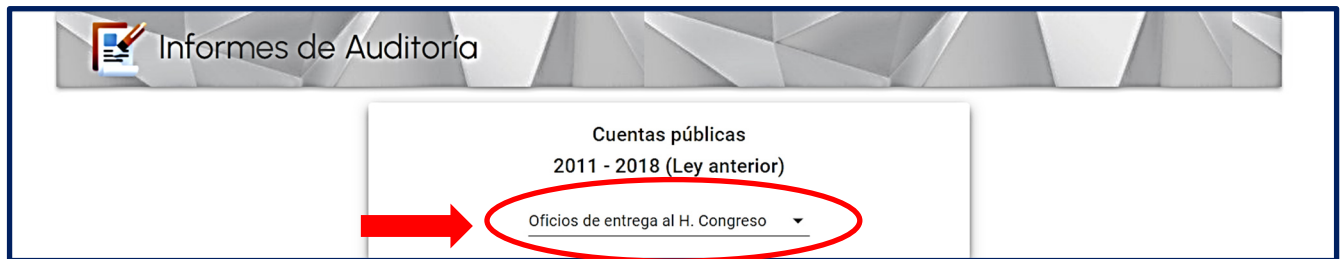 Informes de Auditoría
Cuentas públicas
2011 - 2018 (Ley anterior)
Oficios de entrega al H. Congreso